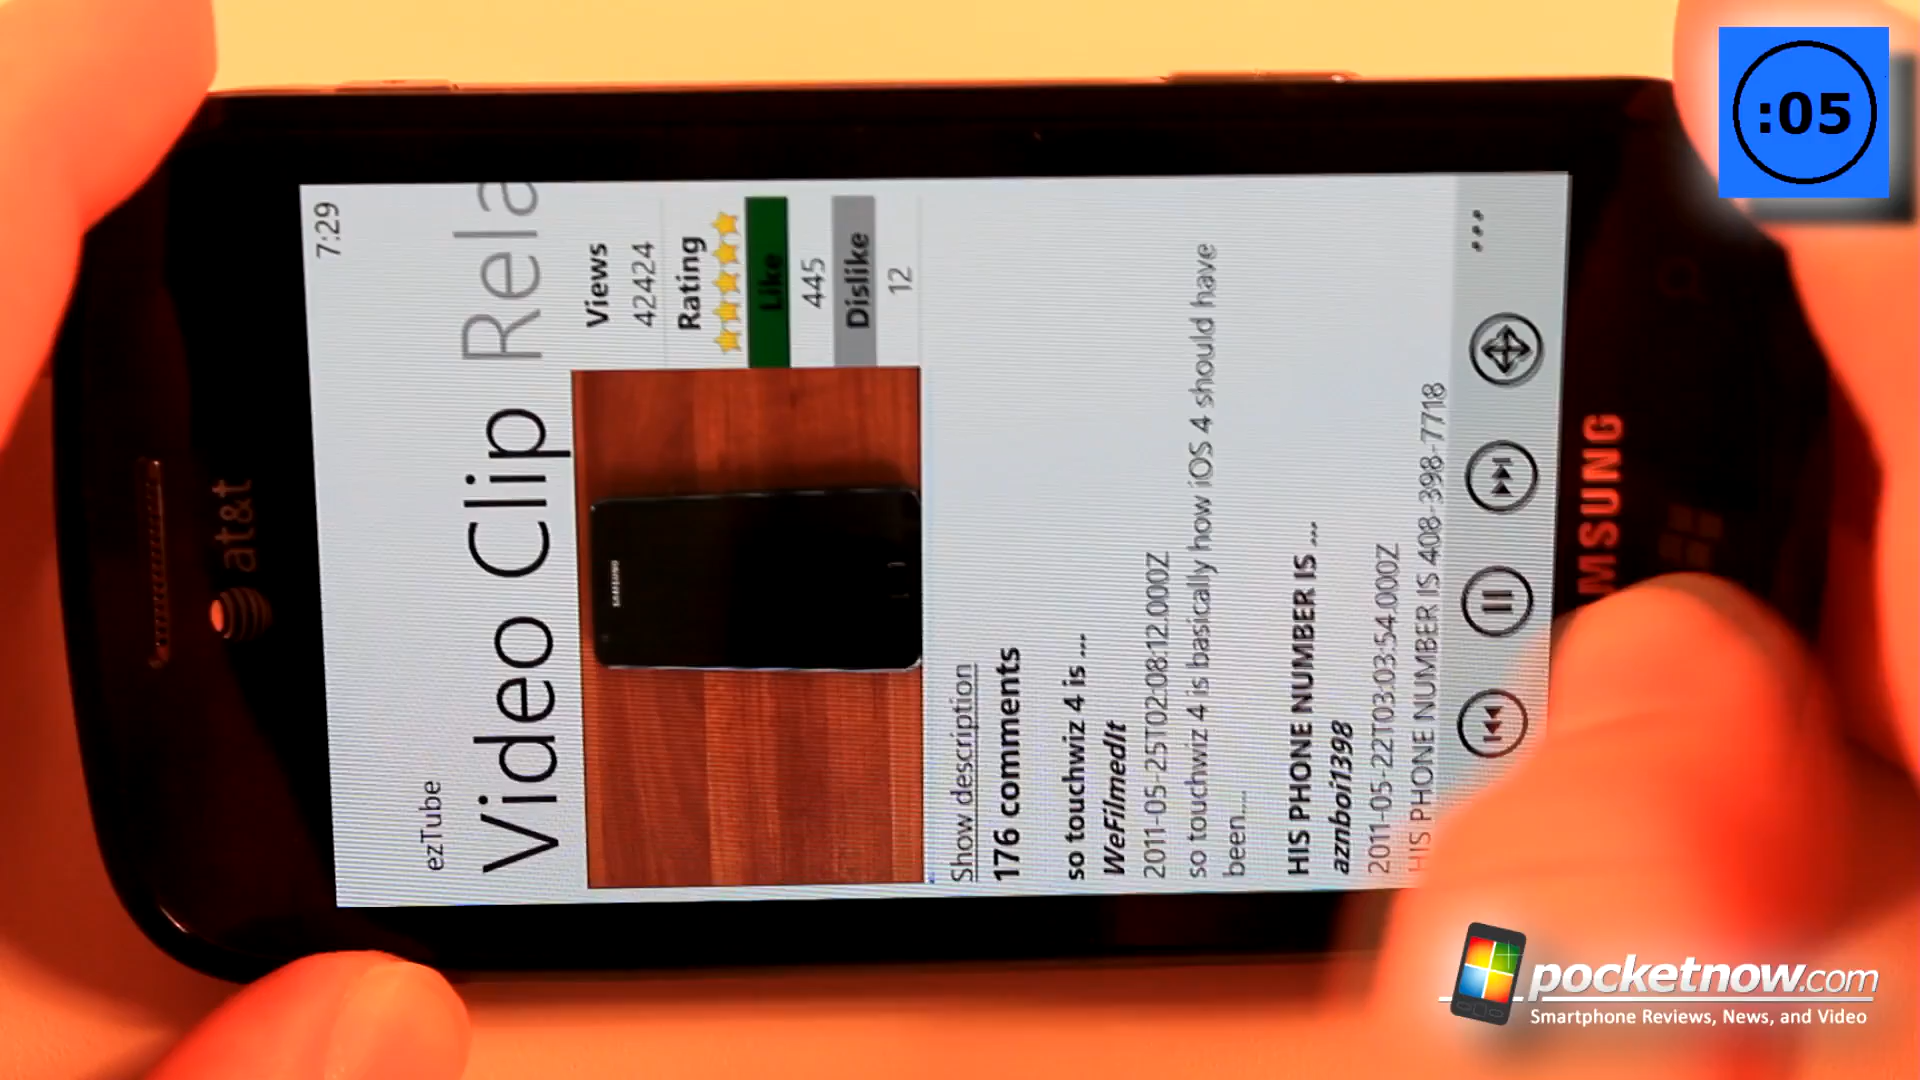 :05
at&t
7:29
ezTube
Video Clip Rela
Views
42424
Rating
Like
445
Dislike
12
SAMSUNG
Show description
176 comments
so touchwiz 4 is ...
WeFilmedIt
2011-05-25T02:08:12.000Z
so touchwiz 4 is basically how iOS 4 should have
been....
HIS PHONE NUMBER IS ...
aznboi1398
2011-05-22T03:03:54.000Z
HIS PHONE NUMBER IS 408-398-7718
MSUNG
pocketnow.com
Smartphone Reviews, News, and Video